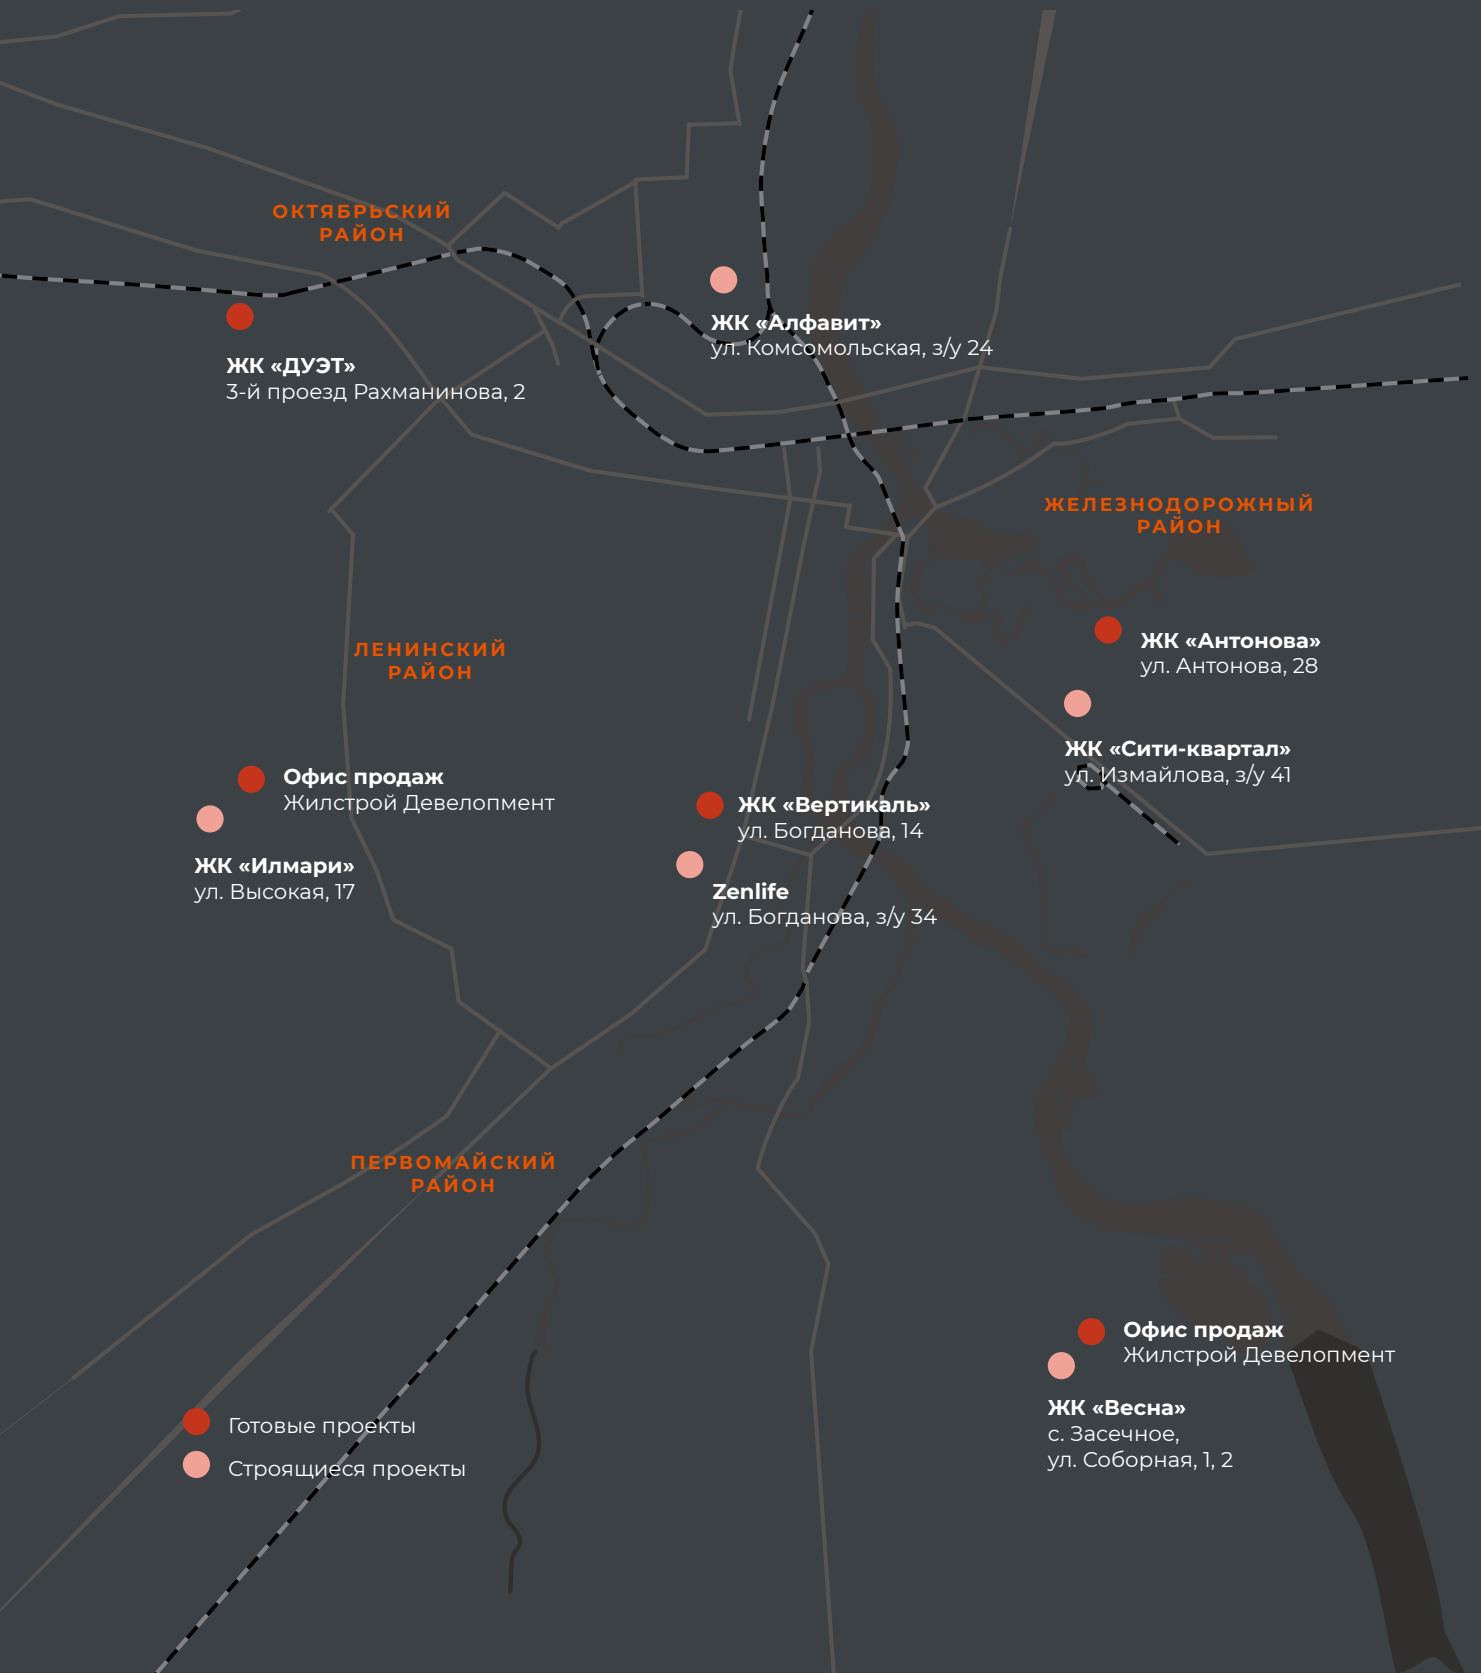 ОКТЯБРЬСКИЙ
РАЙОН
ЖК «Алфавит»
ул. Комсомольская, з/у 24
ЖК «ДУЭТ»
3-й проезд Рахманинова, 2
ЖЕЛЕЗНОДОРОЖНЫЙ
РАЙОН
ЖК «Антонова»
ул. Антонова, 28
ЛЕНИНСКИЙ
РАЙОН
ЖК «Сити-квартал»
ул. Измайлова, з/у 41
Офис продаж
Жилстрой Девелопмент
ЖК «Вертикаль»
ул. Богданова, 14
ЖК «Илмари»
ул. Высокая, 17
Zenlife
ул. Богданова, з/у 34
ПЕРВОМАЙСКИЙ
РАЙОН
Офис продаж
Жилстрой Девелопмент
ЖК «Весна»
с. Засечное,
ул. Соборная, 1, 2
Готовые проекты
Строящиеся проекты